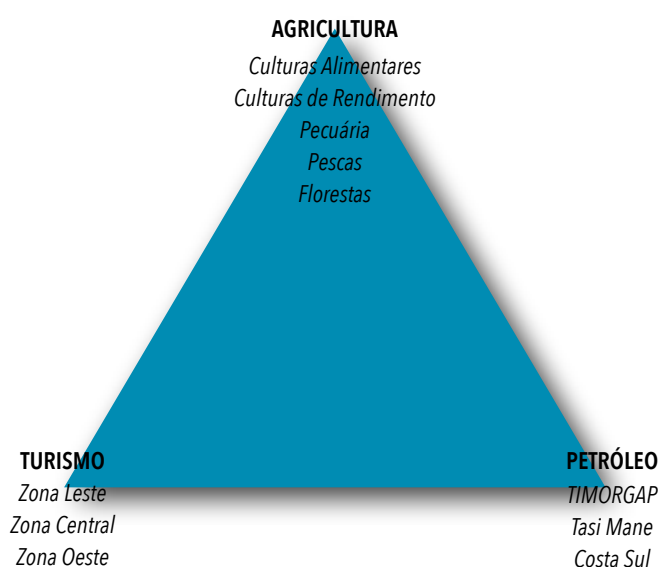 AGRICULTURA
Culturas Alimentares
Culturas de Rendimento
Pecuária
Pescas
Florestas
TURISMO
Zona Leste
Zona Central
Zona Oeste
PETRÓLEO
TIMORGAP
Tasi Mane
Costa Sul